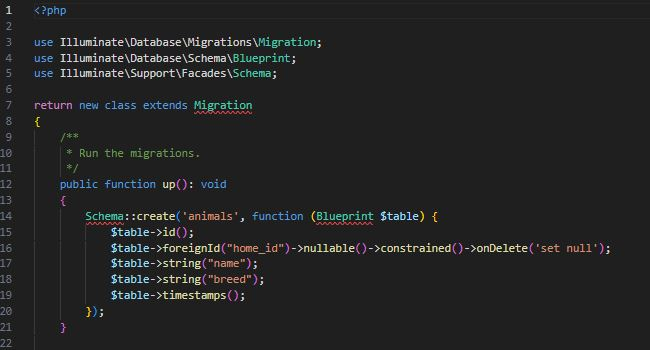 1 <?php
2
3 use Illuminate\Database\Migrations\Migration;
4 use Illuminate\Database\Schema\Blueprint;
5 use Illuminate\Support\Facades\Schema;
6
7 return new class extends Migration
8 {
9     /**
10      * Run the migrations.
11      */
12     public function up(): void
13     {
14         Schema::create('animals', function (Blueprint $table) {
15             $table->id();
16             $table->foreignId("home_id")->nullable()->constrained()->onDelete('set null');
17             $table->string("name");
18             $table->string("breed");
19             $table->timestamps();
20         });
21     }
22